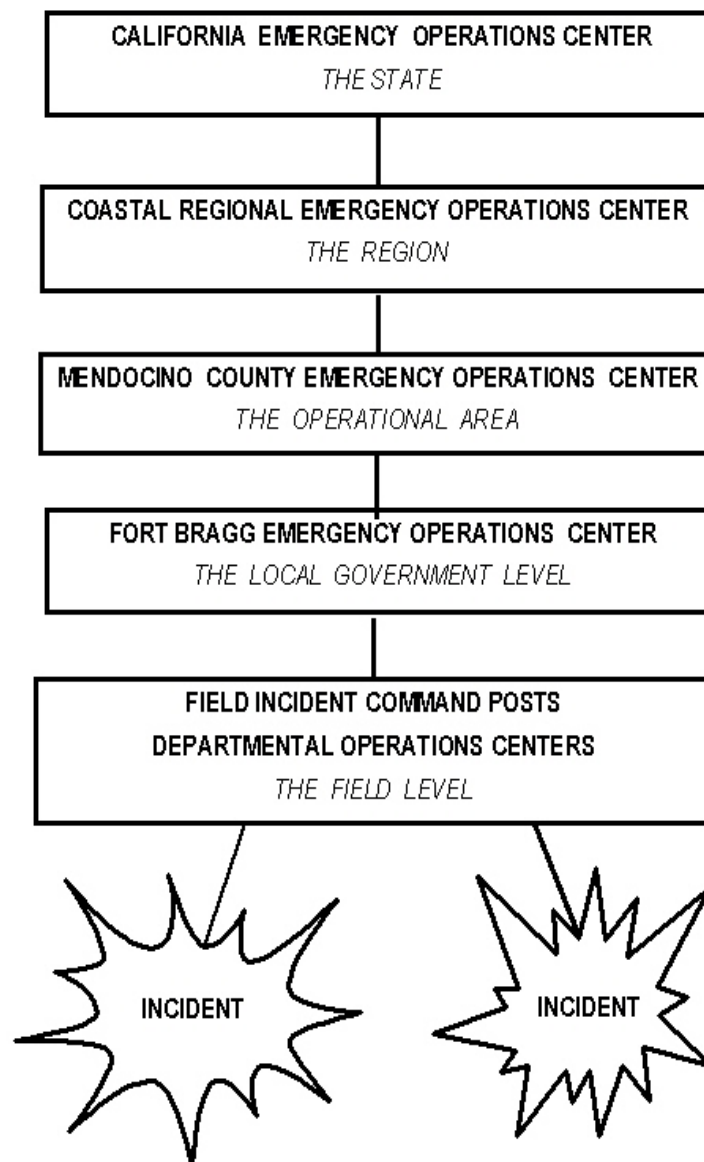 CALIFORNIA EMERGENCY OPERATIONS CENTER
THE STATE
COASTAL REGIONAL EMERGENCY OPERATIONS CENTER
THE REGION
MENDOCINO COUNTY EMERGENCY OPERATIONS CENTER
THE OPERATIONAL AREA
FORT BRAGG EMERGENCY OPERATIONS CENTER
THE LOCAL GOVERNMENT LEVEL
FIELD INCIDENT COMMAND POSTS
DEPARTMENTAL OPERATIONS CENTERS
THE FIELD LEVEL
INCIDENT
INCIDENT